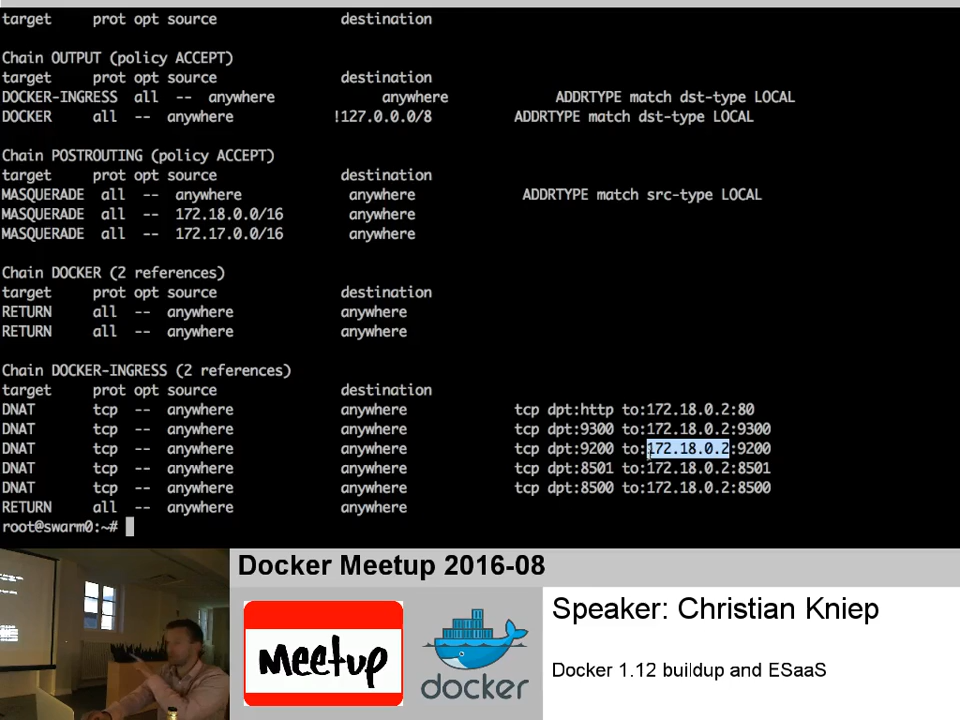 target     prot opt source               destination
Chain OUTPUT (policy ACCEPT)
target     prot opt source               destination
DOCKER-INGRESS  all  --  anywhere             anywhere             ADDRTYPE match dst-type LOCAL
DOCKER     all  --  anywhere            !127.0.0.0/8          ADDRTYPE match dst-type LOCAL
Chain POSTROUTING (policy ACCEPT)
target     prot opt source               destination
MASQUERADE  all  --  anywhere             anywhere             ADDRTYPE match src-type LOCAL
MASQUERADE  all  --  172.18.0.0/16        anywhere
MASQUERADE  all  --  172.17.0.0/16        anywhere
Chain DOCKER (2 references)
target     prot opt source               destination
RETURN     all  --  anywhere             anywhere
RETURN     all  --  anywhere             anywhere
Chain DOCKER-INGRESS (2 references)
target     prot opt source               destination
DNAT       tcp  --  anywhere             anywhere             tcp dpt:http to:172.18.0.2:80
DNAT       tcp  --  anywhere             anywhere             tcp dpt:9300 to:172.18.0.2:9300
DNAT       tcp  --  anywhere             anywhere             tcp dpt:9200 to:172.18.0.2:9200
DNAT       tcp  --  anywhere             anywhere             tcp dpt:8501 to:172.18.0.2:8501
DNAT       tcp  --  anywhere             anywhere             tcp dpt:8500 to:172.18.0.2:8500
RETURN     all  --  anywhere             anywhere
root@swarm0:~#
Docker Meetup 2016-08
Meetup
docker
Speaker: Christian Kniep
Docker 1.12 buildup and ESaaS